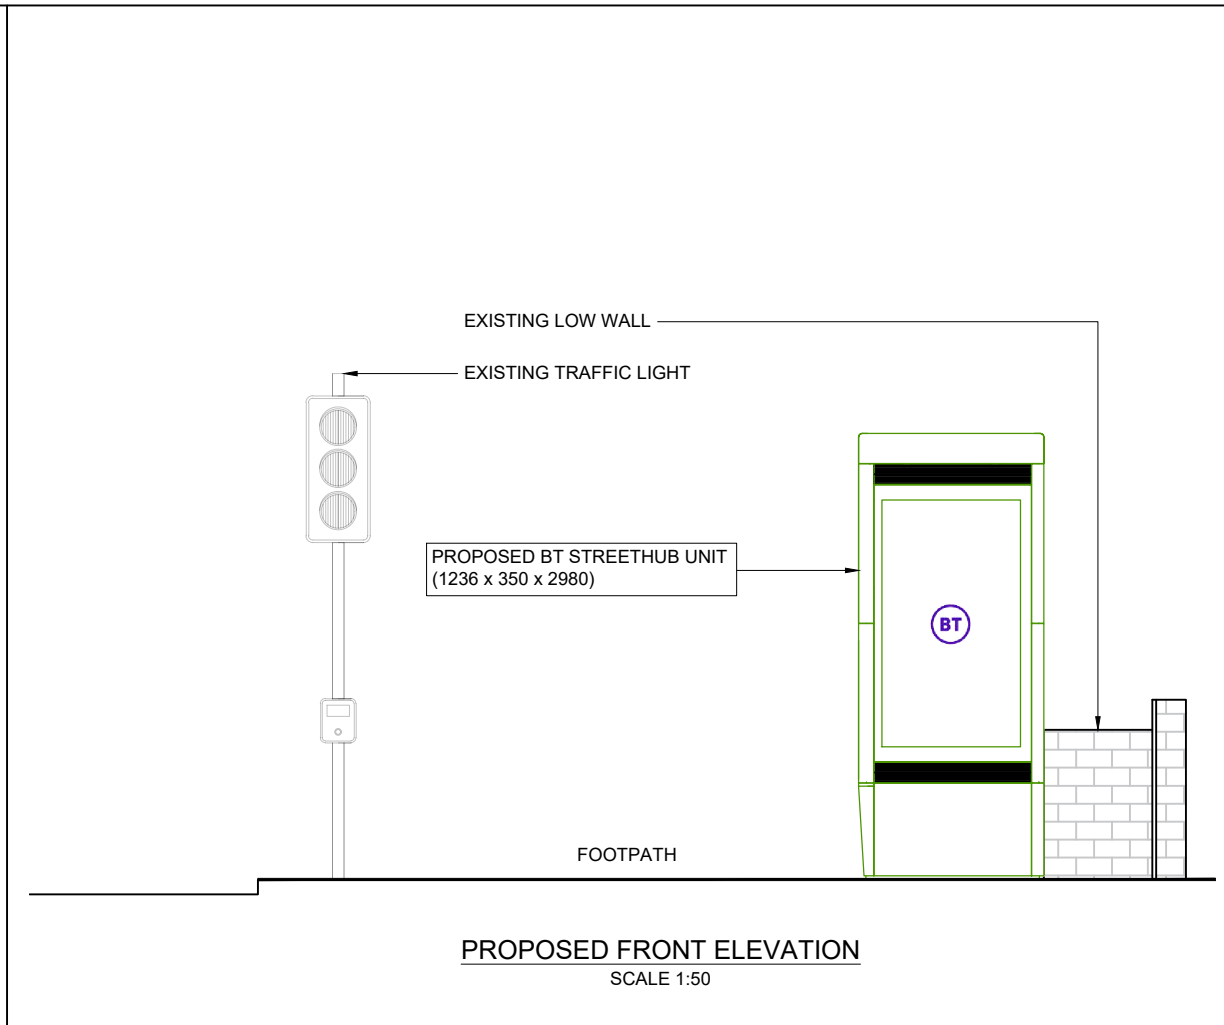 EXISTING LOW WALL
EXISTING TRAFFIC LIGHT
PROPOSED BT STREETHUB UNIT
(1236 x 350 x 2980)
BT
FOOTPATH
PROPOSED FRONT ELEVATION
SCALE 1:50